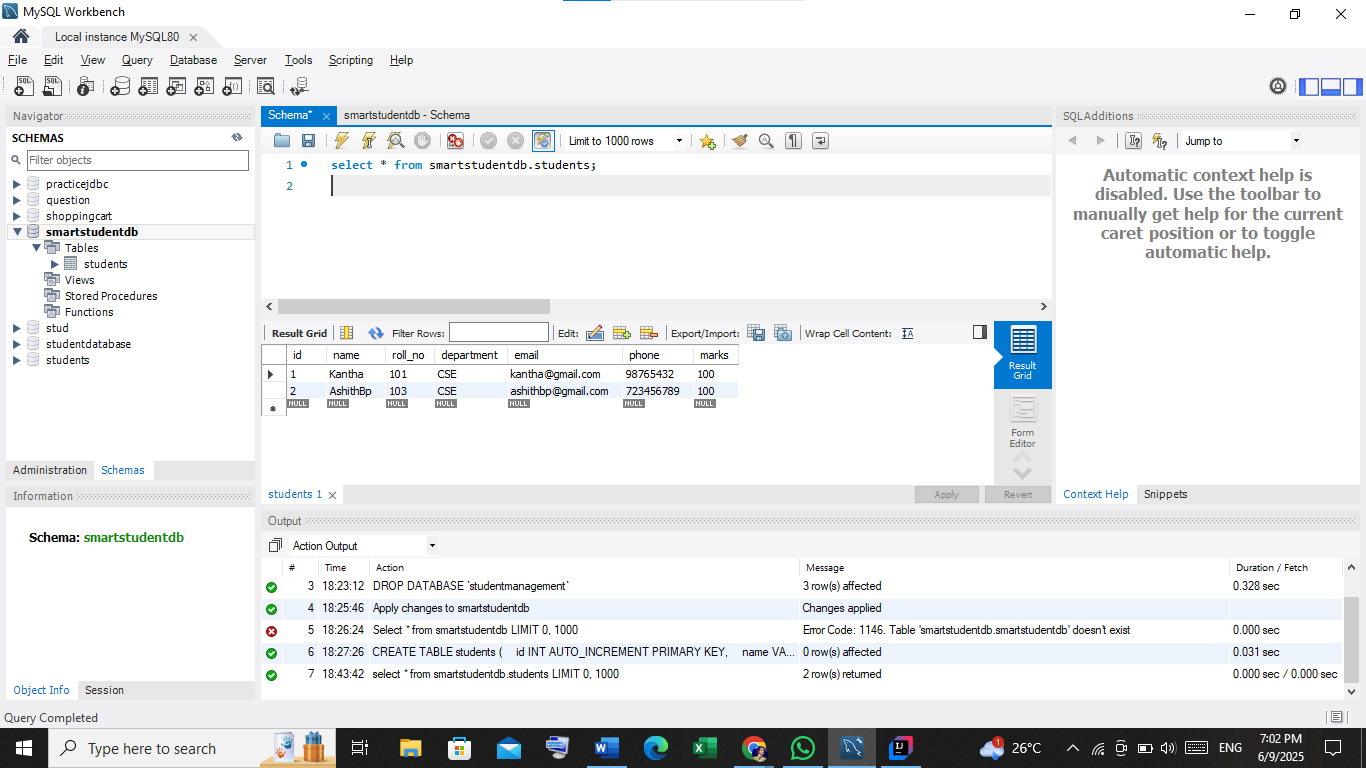 MySQL Workbench
Local instance MySQL80
File Edit View Query Database Server Tools Scripting Help
Navigator
SCHEMAS
Filter objects
practicejdbc
question
shoppingcart
smartstudentdb
Tables
students
Views
Stored Procedures
Functions
stud
studentdatabase
students
Administration Schemas
Information
Schema: smartstudentdb
Object Info Session
Schema* smartstudentdb - Schema
Limit to 1000 rows
1 select * from smartstudentdb.students;
2
Result Grid Filter Rows: Edit: Export/Import: Wrap Cell Content:
id name roll_no department email phone marks
1 Kantha 101 CSE kantha@gmail.com 98765432 100
2 AshithBp 103 CSE ashithbp@gmail.com 723456789 100
NULL NULL NULL NULL NULL NULL NULL
Result
Grid
Form
Editor
students 1 Apply Revert
SQLAdditions
Jump to
Automatic context help is
disabled. Use the toolbar to
manually get help for the current
caret position or to toggle
automatic help.
Context Help Snippets
Output
Action Output
# Time Action Message Duration / Fetch
3 18:23:12 DROP DATABASE `studentmanagement` 3 row(s) affected 0.328 sec
4 18:25:46 Apply changes to smartstudentdb Changes applied
5 18:26:24 Select * from smartstudentdb LIMIT 0, 1000 Error Code: 1146. Table 'smartstudentdb.smartstudentdb' doesn't exist 0.000 sec
6 18:27:26 CREATE TABLE students ( id INT AUTO_INCREMENT PRIMARY KEY, name VA... 0 row(s) affected 0.031 sec
7 18:43:42 select * from smartstudentdb.students LIMIT 0, 1000 2 row(s) returned 0.000 sec / 0.000 sec
Query Completed
Type here to search
26°C
ENG
7:02 PM
6/9/2025